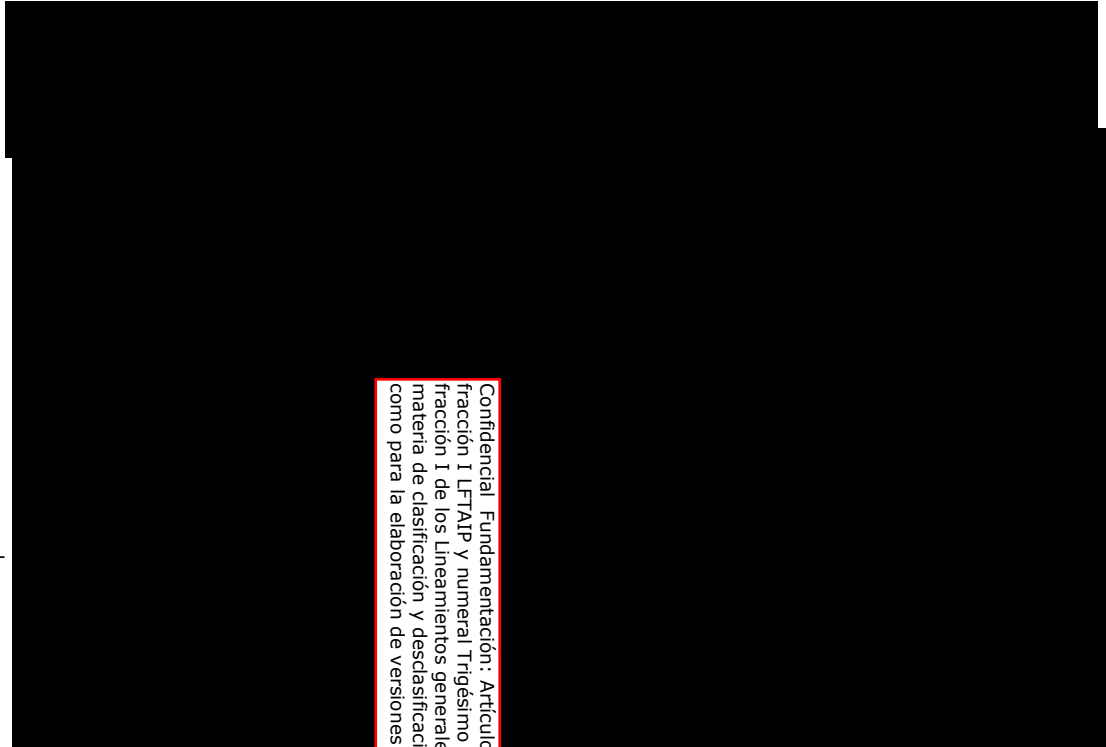 Confidencial Fundamentación: Artículo
fracción I LFTAIP y numeral Trigésimo
fracción I de los Lineamientos generale
materia de clasificación y desclasificaci
como para la elaboración de versiones